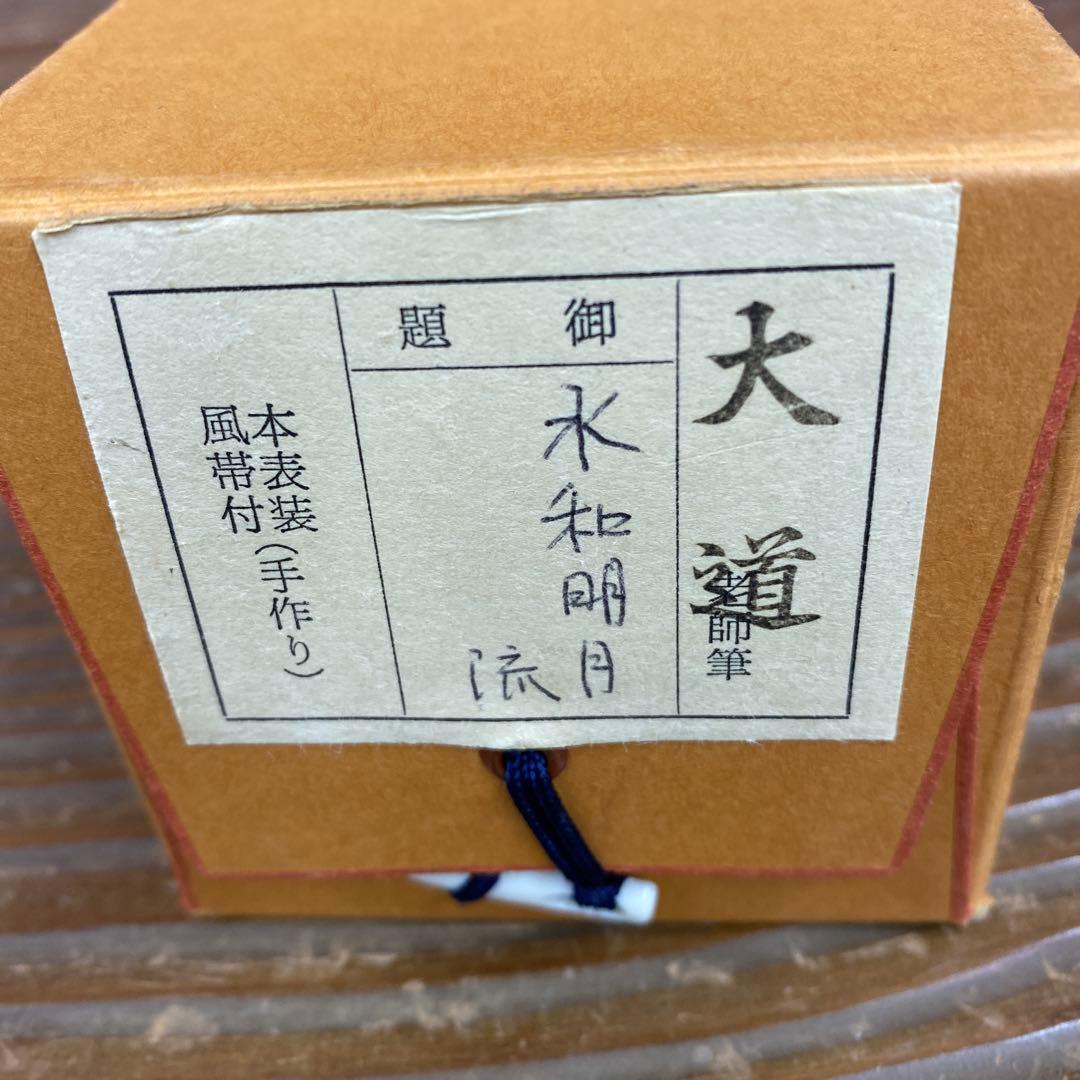 大道
老師筆
御題
水和明月
流
本表装(手作り)
風帯付